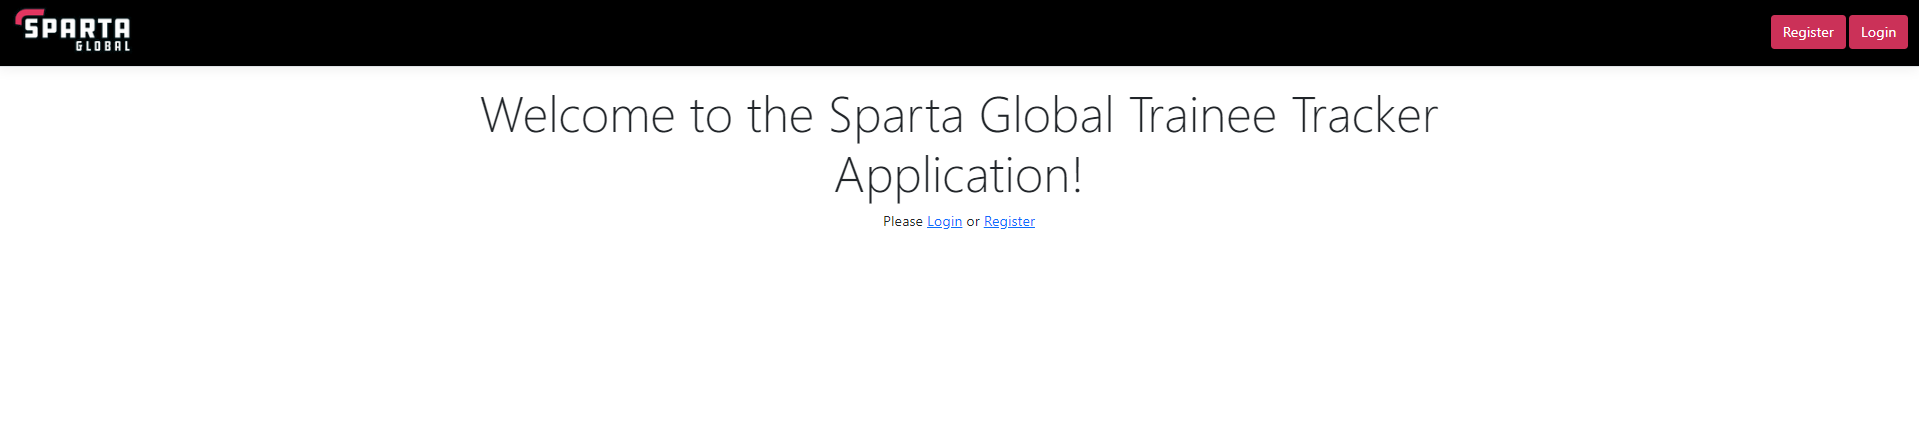 SPARTA
GLOBAL
Register Login
Welcome to the Sparta Global Trainee Tracker
Application!
Please Login or Register